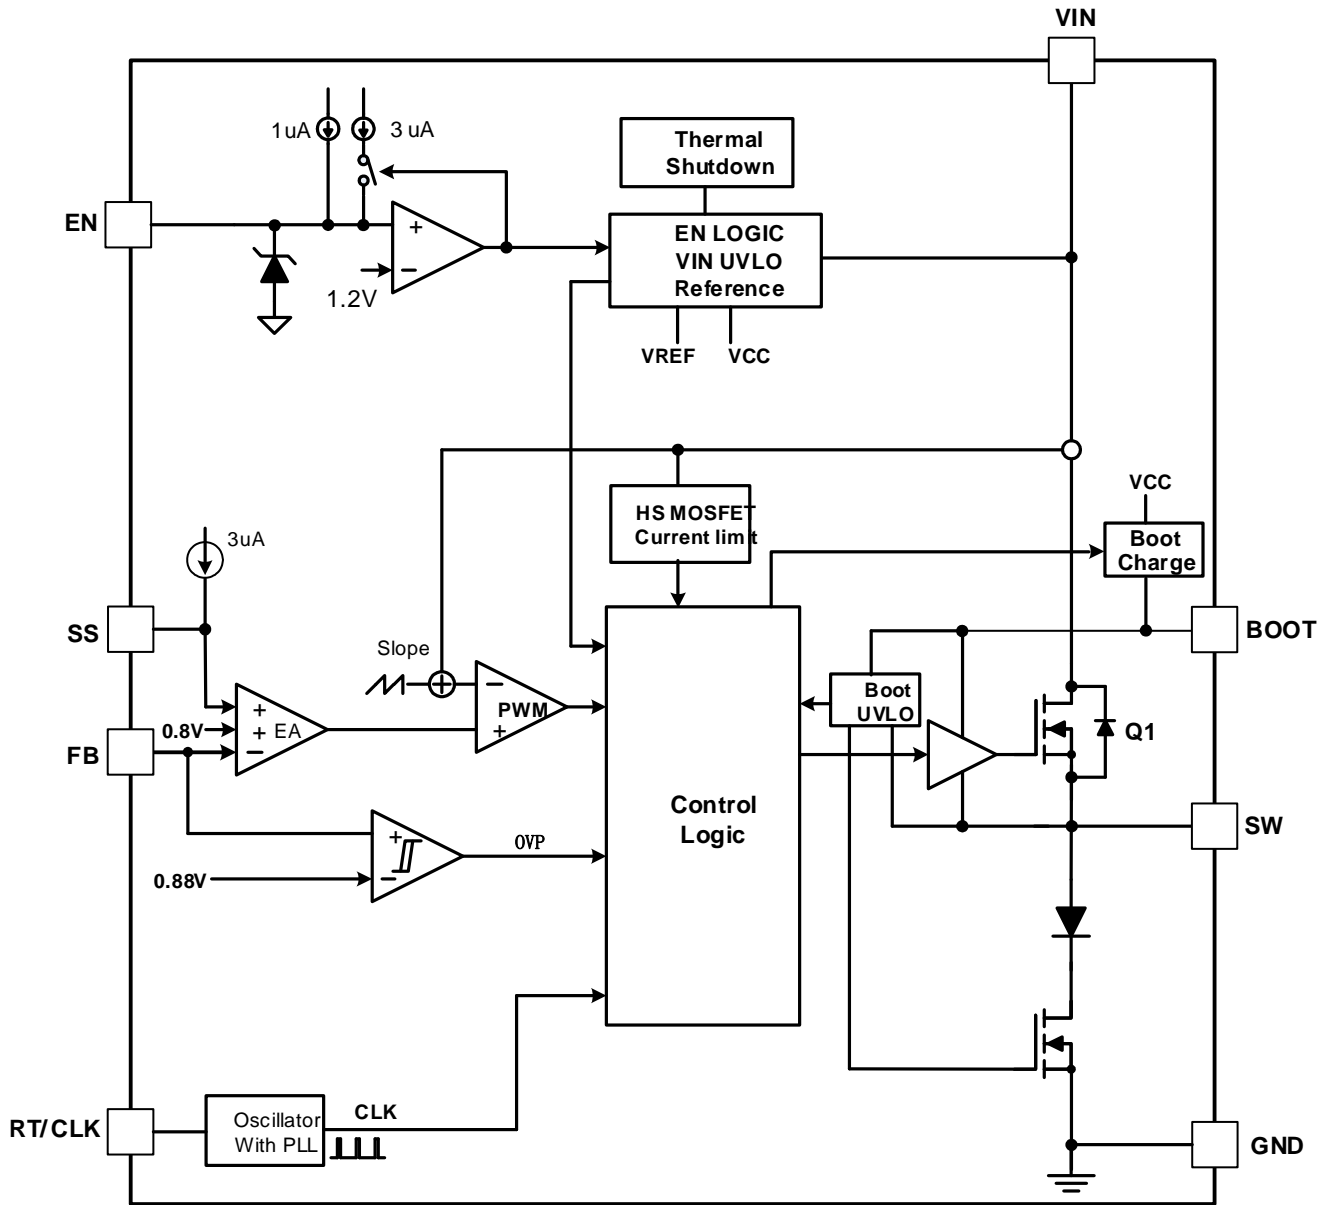 VIN
1uA
3 uA
Thermal
Shutdown
EN
+
−
1.2V
EN LOGIC
VIN UVLO
Reference
VREF
VCC
VCC
HS MOSFET
Current limit
Boot
Charge
3uA
SS
BOOT
Slope
+
+
−
EA
0.8V
FB
−
PWM
+
Boot
UVLO
Q1
Control
Logic
SW
+
−
OVP
0.88V
RT/CLK
Oscillator
With PLL
CLK
GND